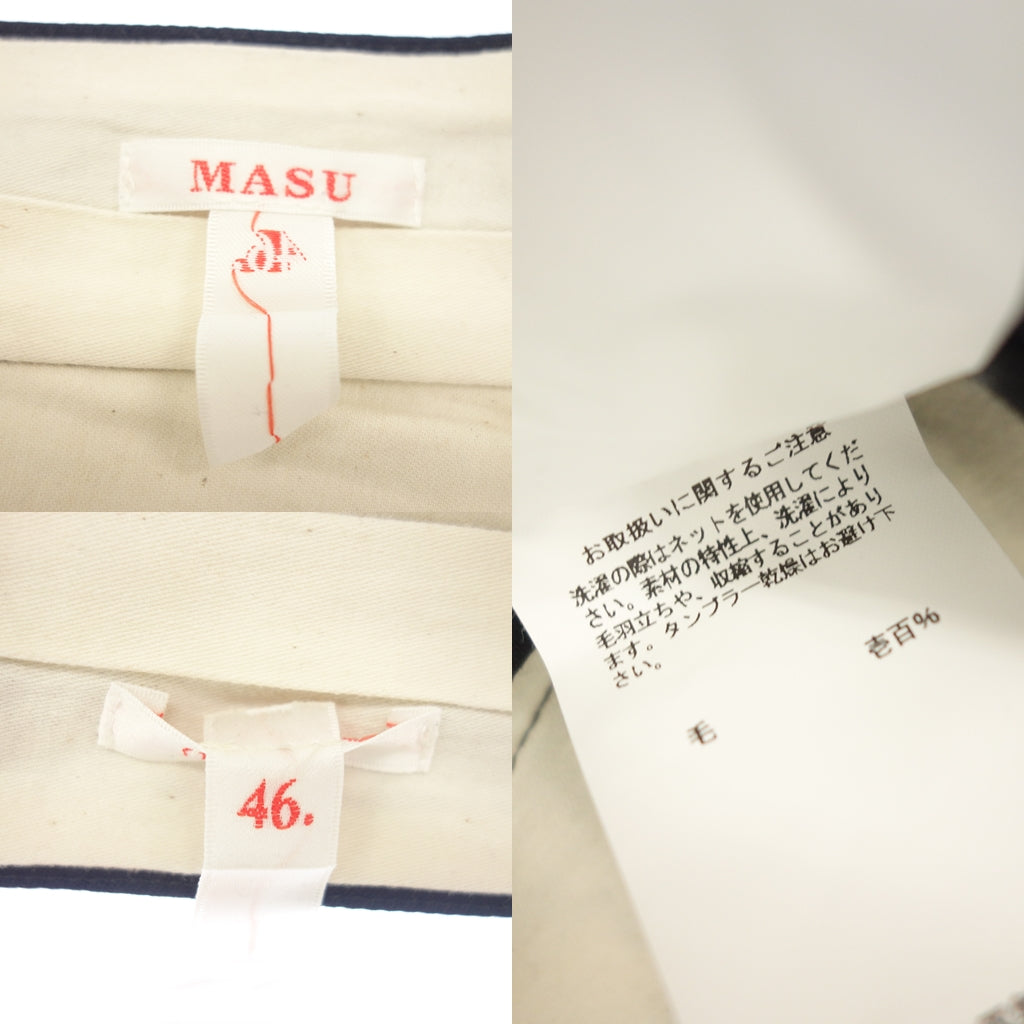 MASU
46.
お取扱いに関するご注意
洗濯の際はネットを使用してくだ
さい。素材の特性上、洗濯により
毛羽立ちや、収縮することがあり
ます。タンブラー乾燥はお避け下
さい。
壱百%
毛